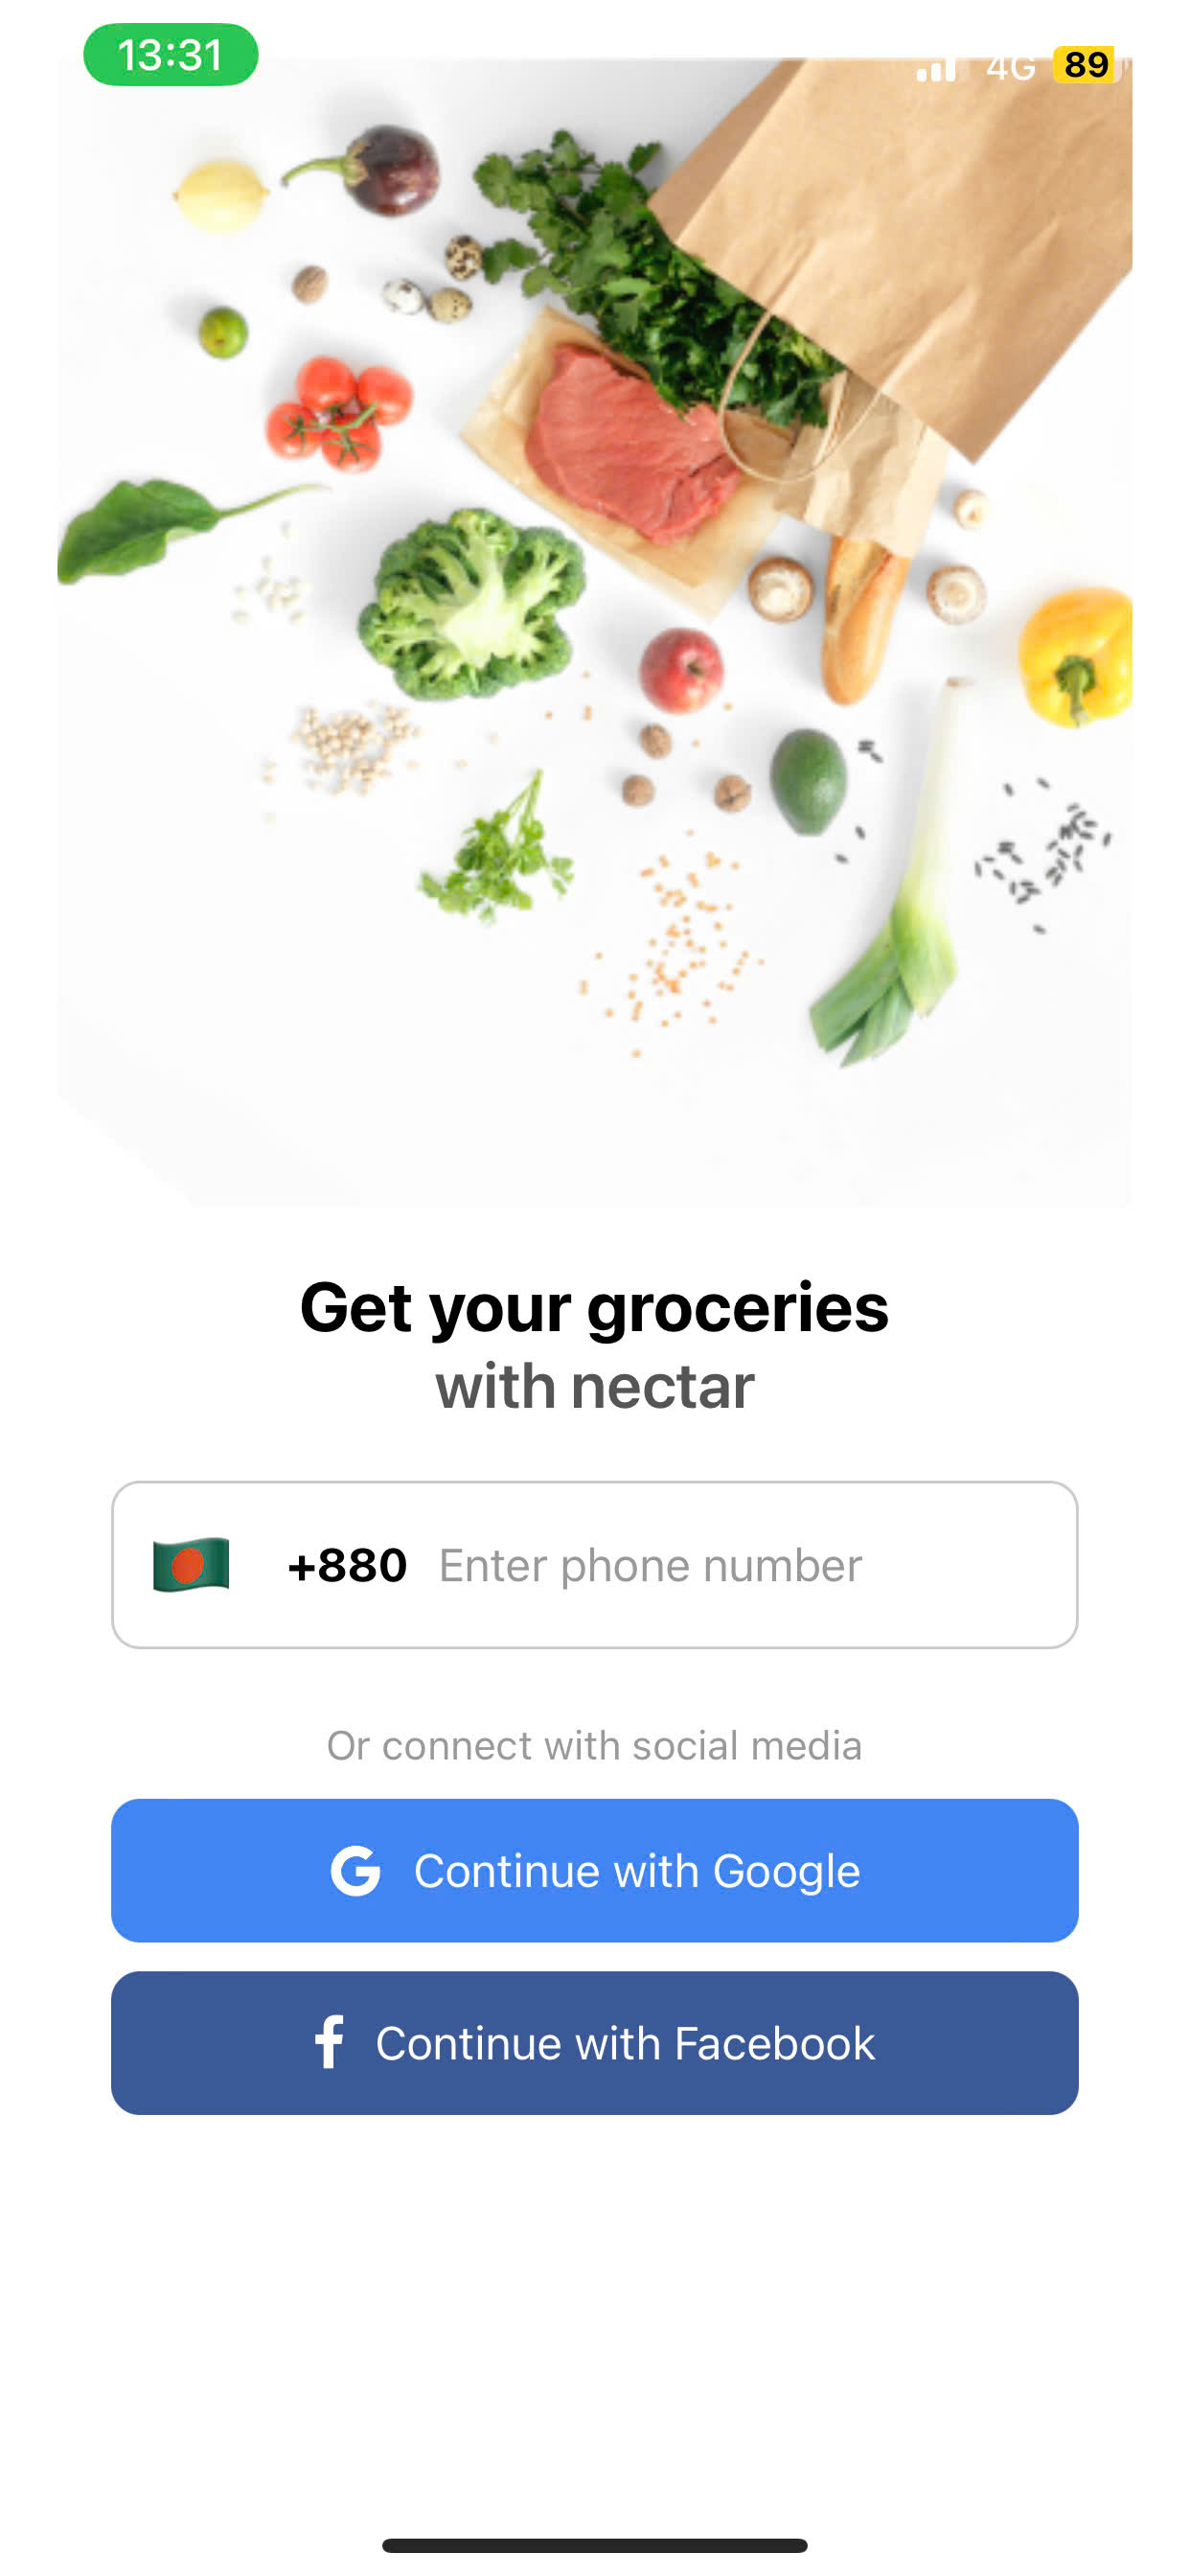 13:31
4G 89
Get your groceries
with nectar
+880 Enter phone number
Or connect with social media
G Continue with Google
f Continue with Facebook